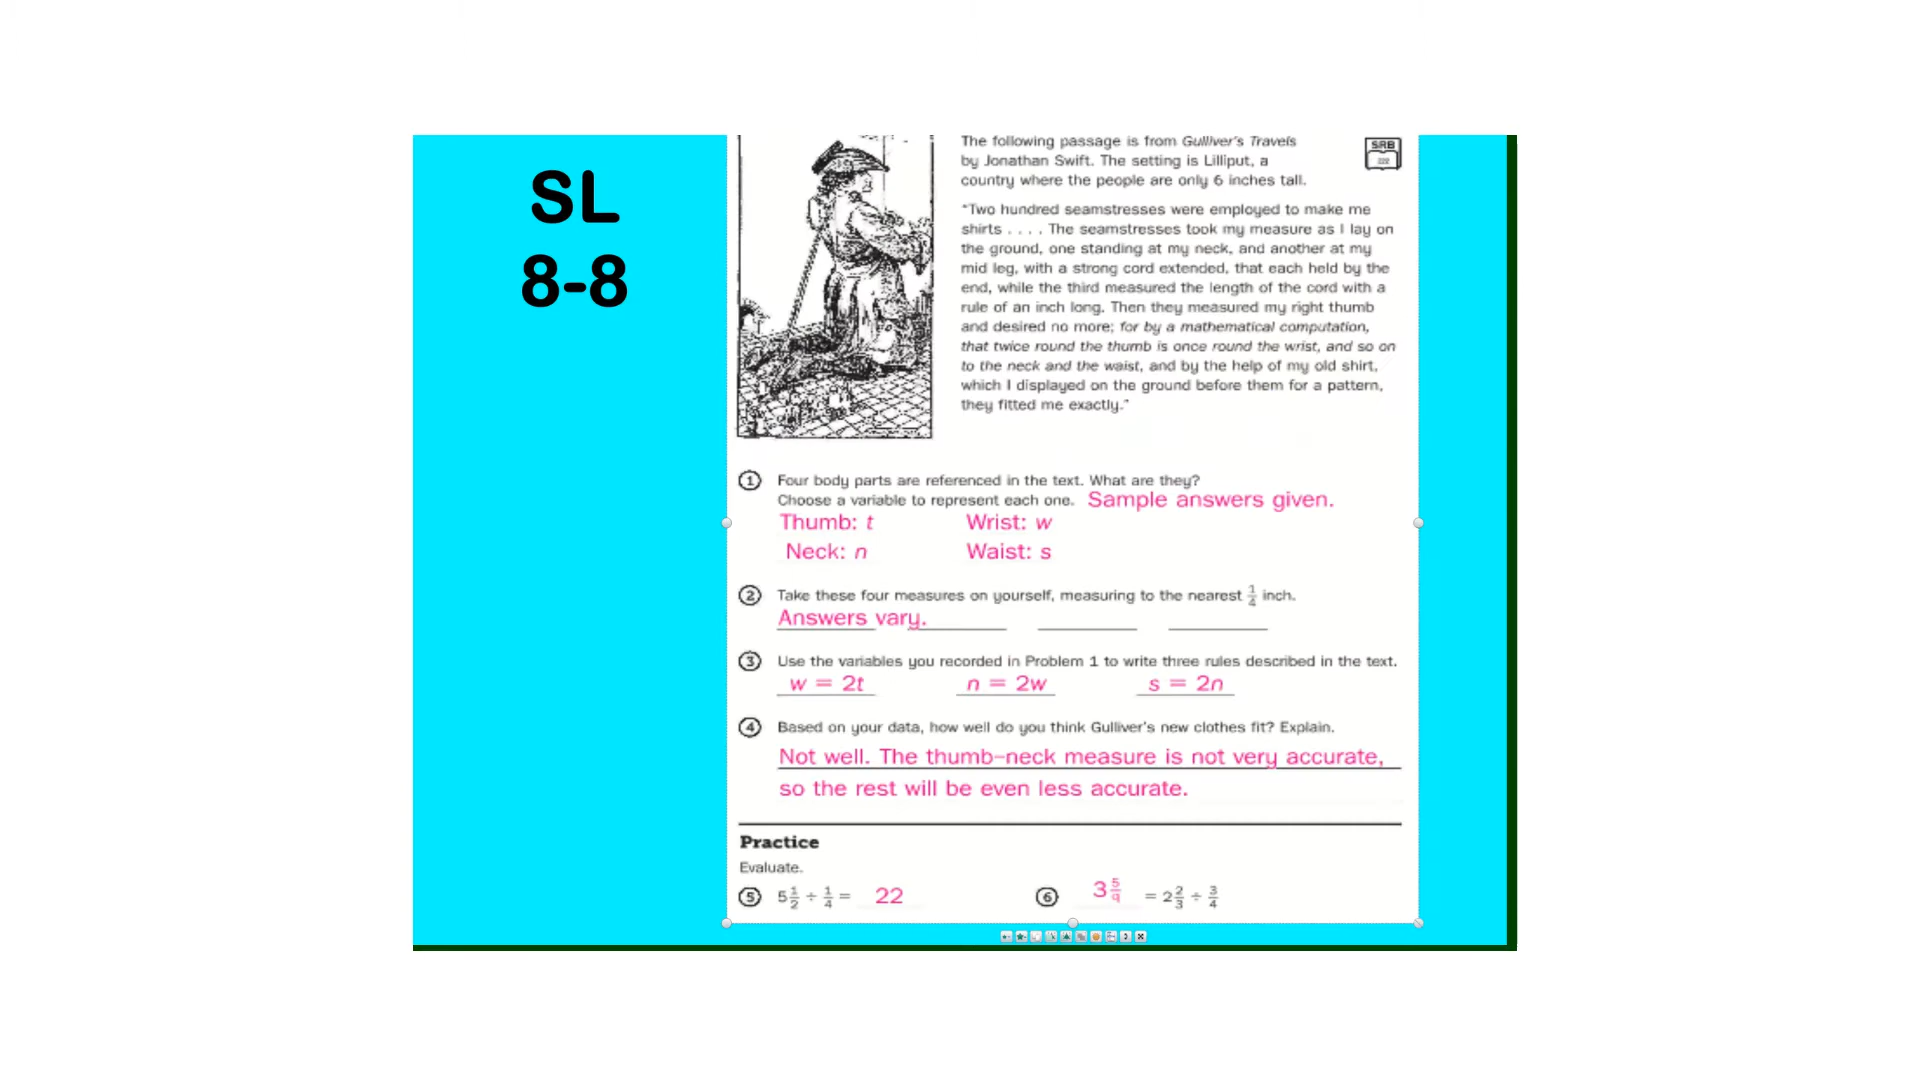 SL
8-8
The following passage is from Gulliver's Travels
by Jonathan Swift. The setting is Lilliput, a
country where the people are only 6 inches tall.
SRB
"Two hundred seamstresses were employed to make me
shirts . . . . The seamstresses took my measure as I lay on
the ground, one standing at my neck, and another at my
mid leg, with a strong cord extended, that each held by the
end, while the third measured the length of the cord with a
rule of an inch long. Then they measured my right thumb
and desired no more; for by a mathematical computation,
that twice round the thumb is once round the wrist, and so on
to the neck and the waist, and by the help of my old shirt,
which I displayed on the ground before them for a pattern,
they fitted me exactly."
1 Four body parts are referenced in the text. What are they?
Choose a variable to represent each one. Sample answers given.
Thumb: t Wrist: w
Neck: n Waist: s
2 Take these four measures on yourself, measuring to the nearest 1/4 inch.
Answers vary.
3 Use the variables you recorded in Problem 1 to write three rules described in the text.
w = 2t n = 2w s = 2n
4 Based on your data, how well do you think Gulliver's new clothes fit? Explain.
Not well. The thumb–neck measure is not very accurate,
so the rest will be even less accurate.
Practice
Evaluate.
5 5 1/2 ÷ 1/4 = 22 6 3 5/9 = 2 2/3 ÷ 3/4